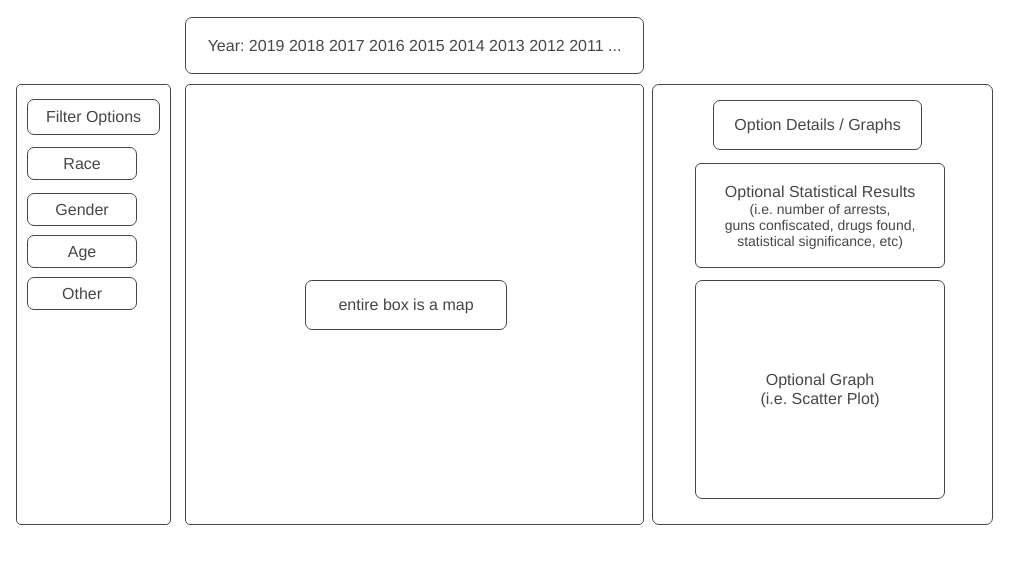 Year: 2019 2018 2017 2016 2015 2014 2013 2012 2011 ...
Filter Options
Race
Gender
Age
Other
entire box is a map
Option Details / Graphs
Optional Statistical Results
(i.e. number of arrests,
guns confiscated, drugs found,
statistical significance, etc)
Optional Graph
(i.e. Scatter Plot)